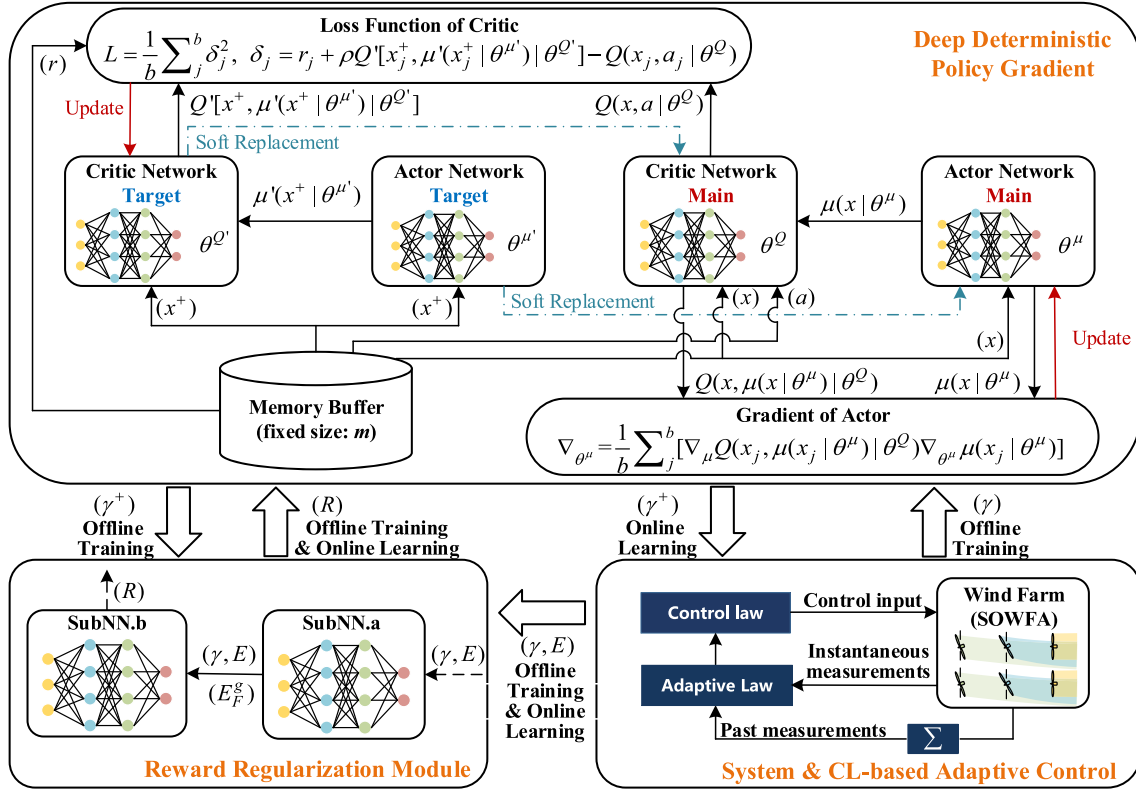 Loss Function of Critic
L = 1/b ∑_j^b δ_j^2, δ_j = r_j + ρQ'[x_j^+, μ'(x_j^+ | θ^{μ'}) | θ^{Q'}] − Q(x_j, a_j | θ^Q)
Deep Deterministic
Policy Gradient
(r)
Update
Q'[x^+, μ'(x^+ | θ^{μ'}) | θ^{Q'}]
Q(x, a | θ^Q)
Soft Replacement
Critic Network
Target
θ^{Q'}
μ'(x^+ | θ^{μ'})
Actor Network
Target
θ^{μ'}
Critic Network
Main
θ^Q
μ(x | θ^μ)
Actor Network
Main
θ^μ
(x^+)
(x^+)
Soft Replacement
(x)
(a)
(x)
Update
Memory Buffer
(fixed size: m)
Q(x, μ(x | θ^μ) | θ^Q)
μ(x | θ^μ)
Gradient of Actor
∇_{θ^μ} = 1/b ∑_j^b [∇_μ Q(x_j, μ(x_j | θ^μ) | θ^Q) ∇_{θ^μ} μ(x_j | θ^μ)]
(γ^+)
Offline
Training
(R)
Offline Training
& Online Learning
(γ^+)
Online
Learning
(γ)
Offline
Training
(R)
SubNN.b
(γ, E)
(E_F^g)
SubNN.a
(γ, E)
Reward Regularization Module
(γ, E)
Offline
Training
& Online
Learning
Control law
Control input
Wind Farm
(SOWFA)
Adaptive Law
Instantaneous
measurements
Past measurements
∑
System & CL-based Adaptive Control